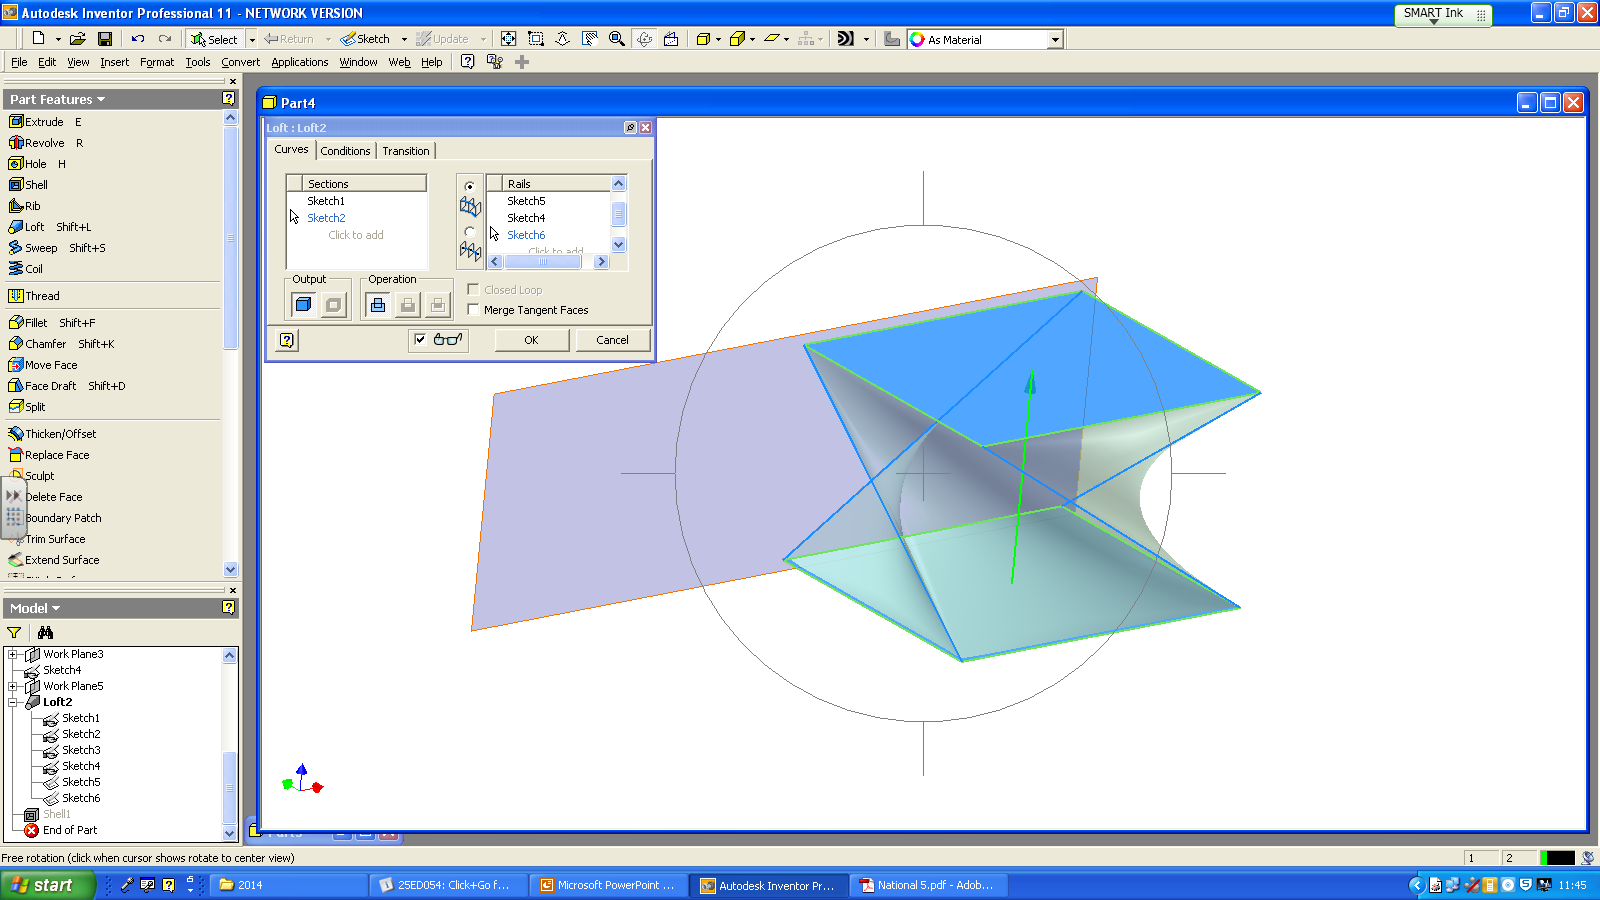 Autodesk Inventor Professional 11 - NETWORK VERSION
SMART Ink
Select
Return
Sketch
Update
As Material
File Edit View Insert Format Tools Convert Applications Window Web Help
Part Features
Extrude E
Revolve R
Hole H
Shell
Rib
Loft Shift+L
Sweep Shift+S
Coil
Thread
Fillet Shift+F
Chamfer Shift+K
Move Face
Face Draft Shift+D
Split
Thicken/Offset
Replace Face
Sculpt
Delete Face
Boundary Patch
Trim Surface
Extend Surface
Part4
Loft : Loft2
Curves Conditions Transition
Sections
Sketch1
Sketch2
Click to add
Rails
Sketch5
Sketch4
Sketch6
Click to add
Output
Operation
Closed Loop
Merge Tangent Faces
OK
Cancel
Model
Work Plane3
Sketch4
Work Plane5
Loft2
Sketch1
Sketch2
Sketch3
Sketch4
Sketch5
Sketch6
Shell1
End of Part
Free rotation (click when cursor shows rotate to center view)
1 2
start
2014
25ED054: Click+Go f...
Microsoft PowerPoint ...
Autodesk Inventor Pr...
National 5.pdf - Adob...
11:45